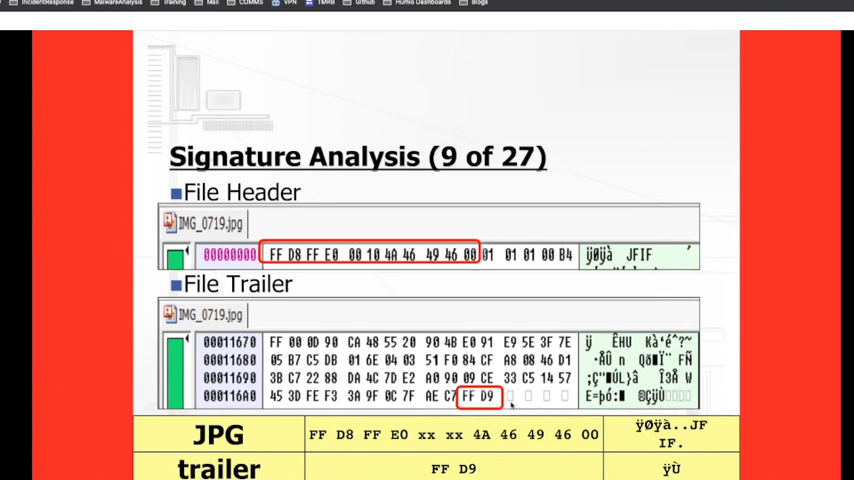 IncidentResponse MalwareAnalysis Training Mail COMMS VPN TMRB Github Humio Dashboards Blogs
Signature Analysis (9 of 27)
File Header
IMG_0719.jpg
00000000 FF D8 FF E0 00 10 4A 46 49 46 00 01 01 01 00 B4 ÿØÿà JFIF ´
File Trailer
IMG_0719.jpg
00011670 FF 00 0D 90 CA 48 55 20 90 4B E0 91 E9 5E 3F 7E ÿ ÊHU Kà‘é^?~
00011680 05 B7 C5 DB 01 6E 04 03 51 F0 84 CF A8 08 46 D1
00011690 3B C7 22 88 DA 4C 7D E2 A0 90 09 CE 33 C5 14 57
000116A0 45 3D FE F3 3A 9F 0C 7F AE C7 FF D9
JPG FF D8 FF E0 xx xx 4A 46 49 46 00 ÿØÿà..JF
IF.
trailer FF D9 ÿÙ